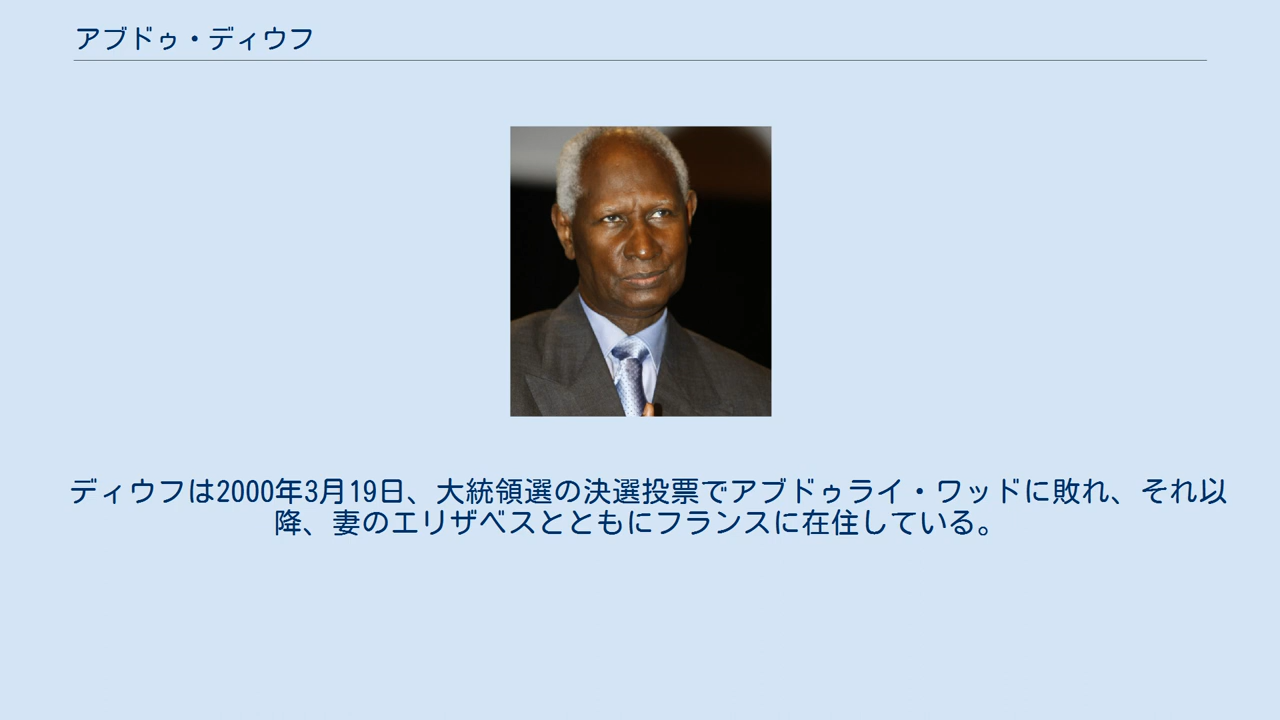 アブドゥ・ディウフ
ディウフは2000年3月19日、大統領選の決選投票でアブドゥライ・ワッドに敗れ、それ以
降、妻のエリザベスとともにフランスに在住している。